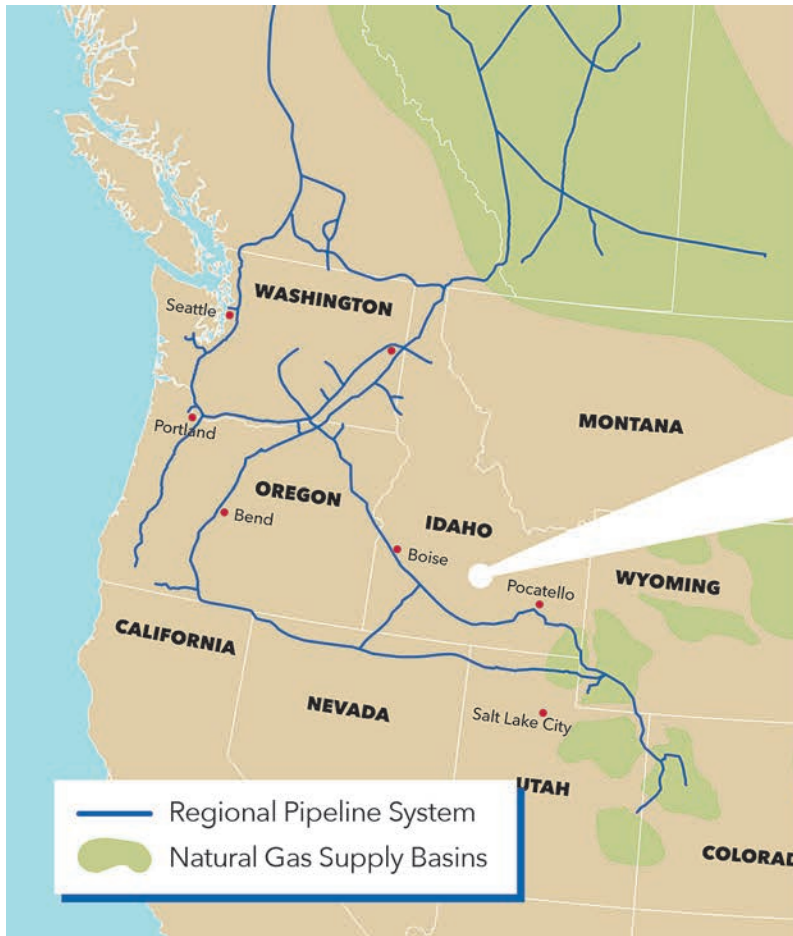 WASHINGTON
Seattle
MONTANA
Portland
OREGON
IDAHO
Bend
Boise
WYOMING
Pocatello
CALIFORNIA
NEVADA
Salt Lake City
UTAH
COLORAD
Regional Pipeline System
Natural Gas Supply Basins